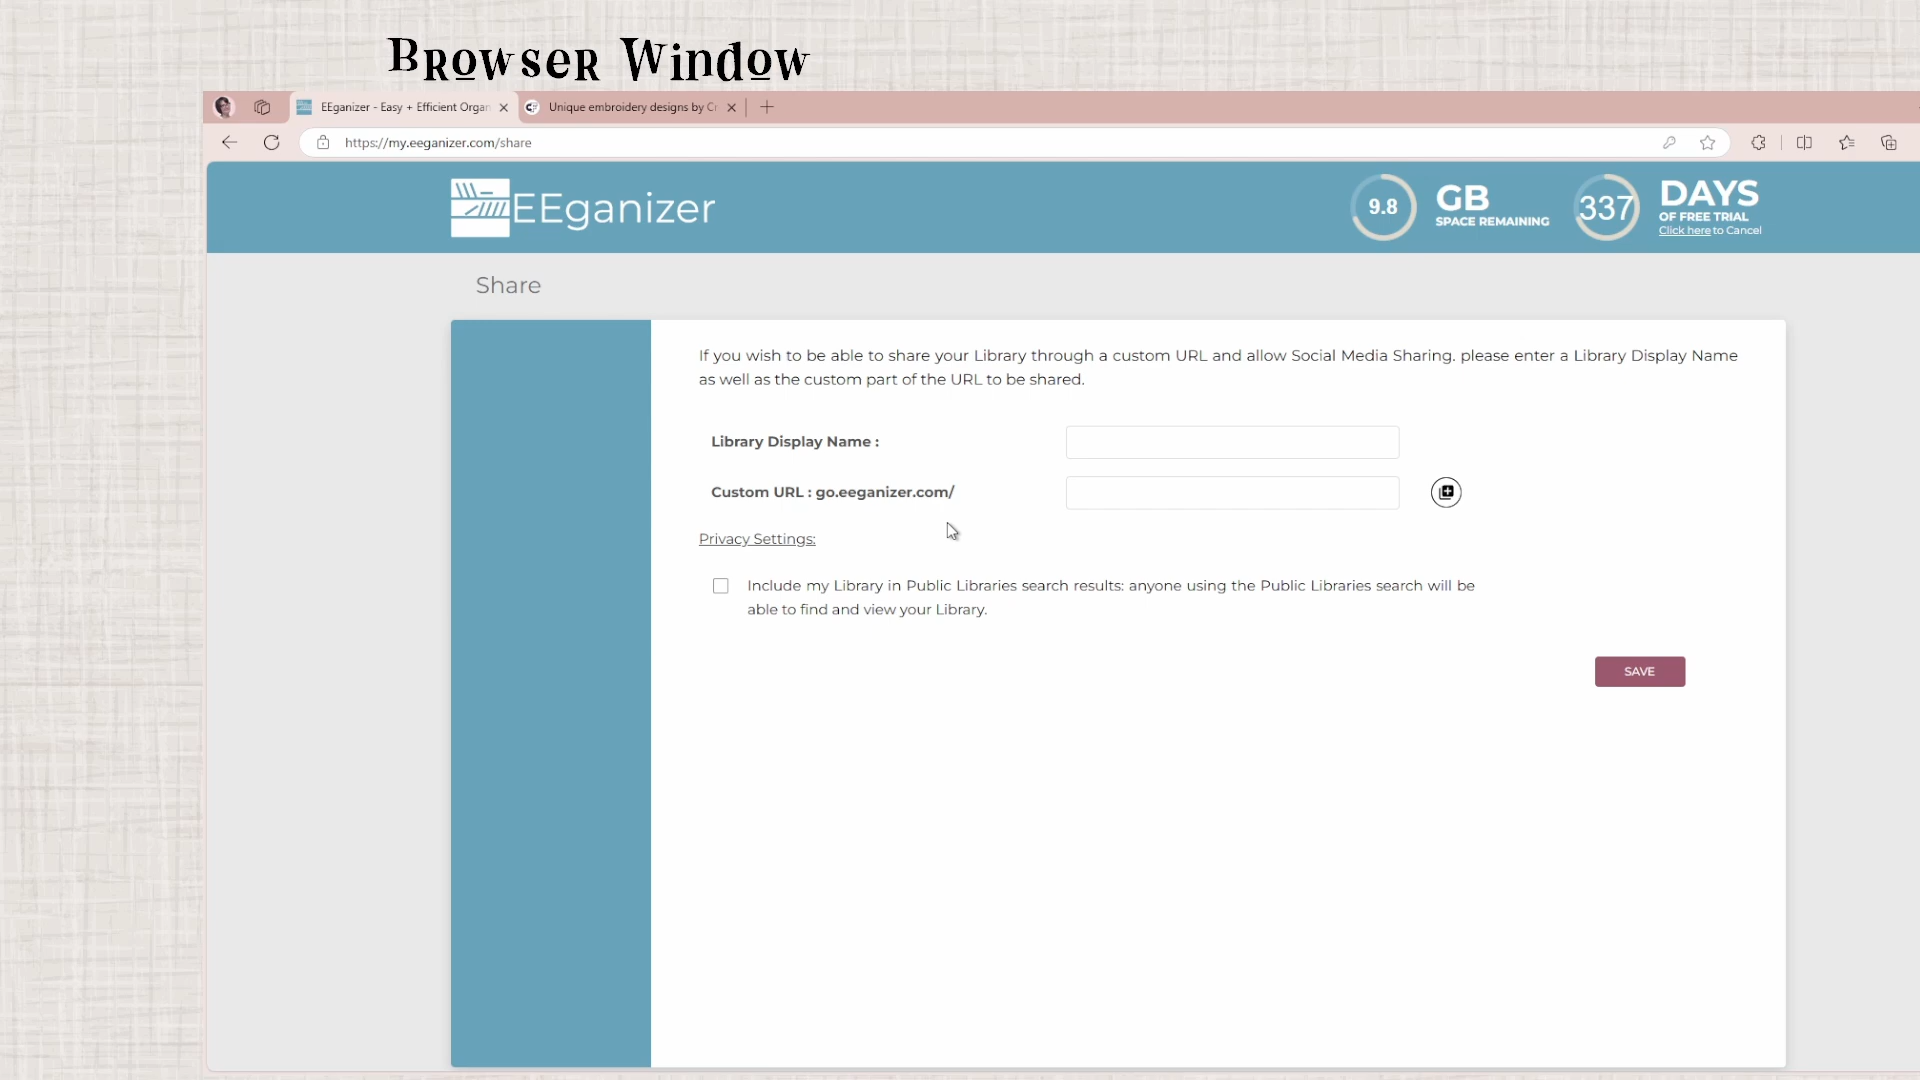 Browser Window
EEganizer - Easy + Efficient Organ
Unique embroidery designs by Cr
https://my.eeganizer.com/share
EEganizer
9.8
GB
SPACE REMAINING
337
DAYS
OF FREE TRIAL
Click here to Cancel
Share
If you wish to be able to share your Library through a custom URL and allow Social Media Sharing. please enter a Library Display Name
as well as the custom part of the URL to be shared.
Library Display Name :
Custom URL : go.eeganizer.com/
Privacy Settings:
Include my Library in Public Libraries search results: anyone using the Public Libraries search will be
able to find and view your Library.
SAVE